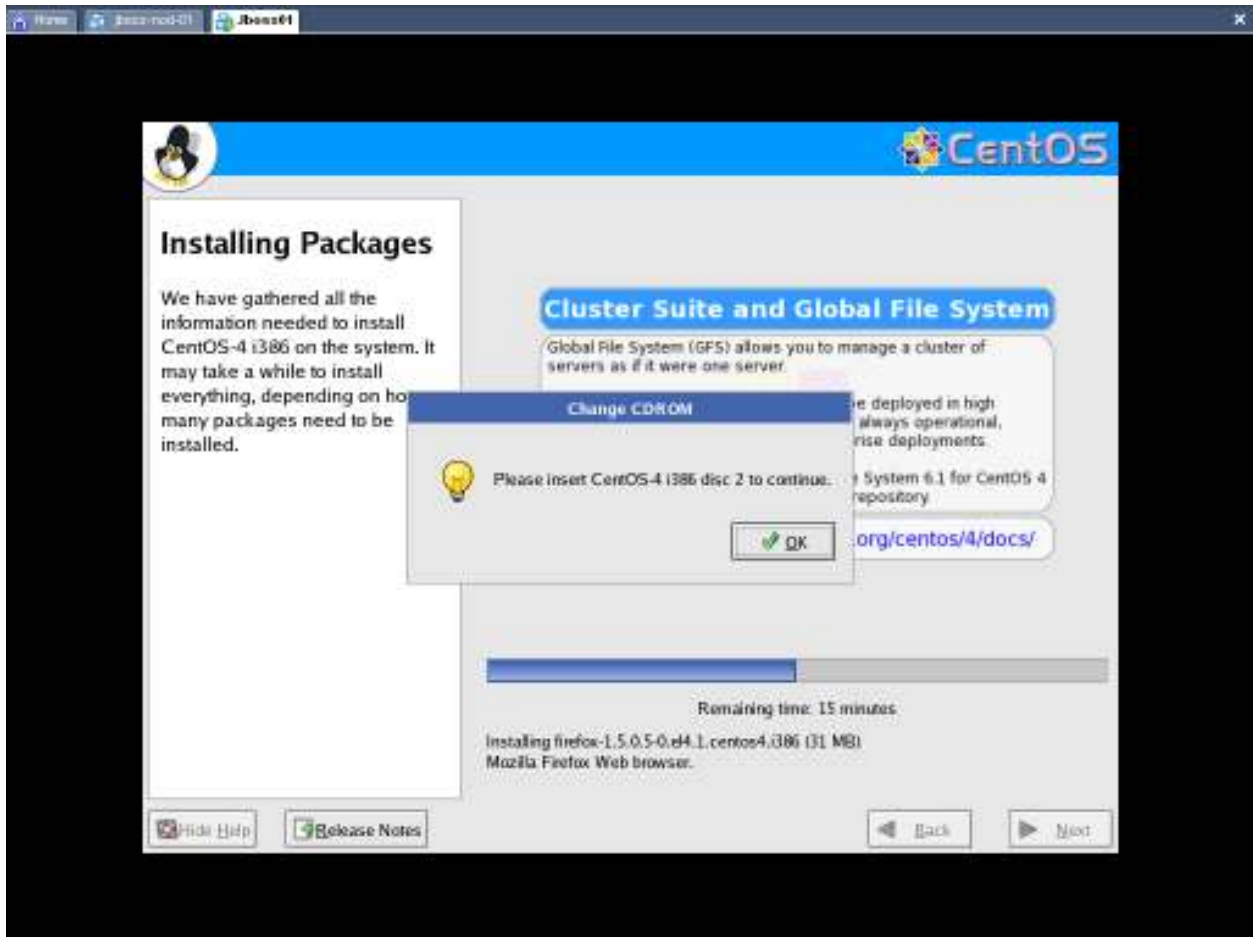 Home
Jboss01
CentOS
Installing Packages
We have gathered all the
information needed to install
CentOS-4 i386 on the system. It
may take a while to install
everything, depending on ho
many packages need to be
installed.
Cluster Suite and Global File System
Global File System (GFS) allows you to manage a cluster of
servers as if it were one server.
e deployed in high
always operational,
rise deployments.
System 6.1 for CentOS 4
repository
.org/centos/4/docs/
Change CDROM
Please insert CentOS-4 i386 disc 2 to continue.
OK
Remaining time: 15 minutes
Installing firefox-1.5.0.5-0.el4.1.centos4.i386 (31 MB)
Mozilla Firefox Web browser.
Hide Help
Release Notes
Back
Next